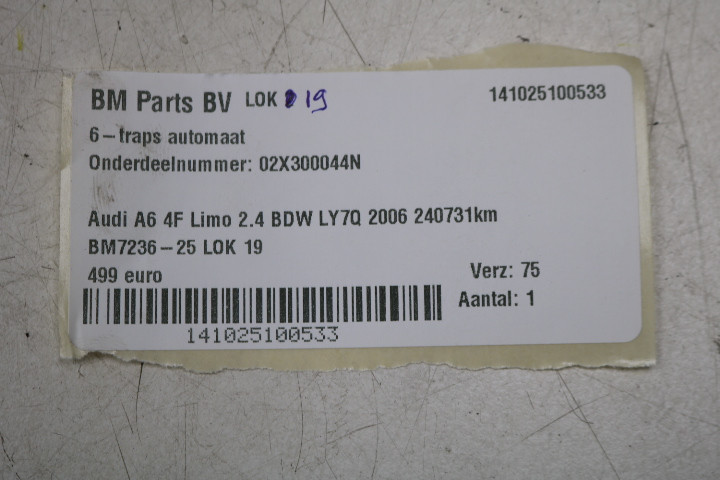 BM Parts BV LOK 19 141025100533
6-traps automaat
Onderdeelnummer: 02X300044N
Audi A6 4F Limo 2.4 BDW LY7Q 2006 240731km
BM7236-25 LOK 19
499 euro Verz: 75
Aantal: 1
141025100533